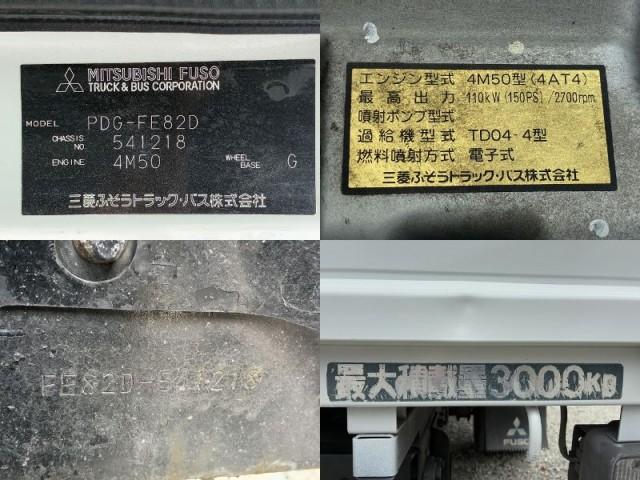 MITSUBISHI FUSO
TRUCK & BUS CORPORATION
MODEL PDG-FE82D
CHASSIS NO. 541218
ENGINE 4M50 WHEEL BASE G
三菱ふそうトラック・バス株式会社
エンジン型式 4M50型(4AT4)
最高出力 110kW(150PS)/2700rpm
噴射ポンプ型式
過給機型式 TD04-4型
燃料噴射方式 電子式
三菱ふそうトラック・バス株式会社
FE82D-541218
最大積載量3000KG
FUSO